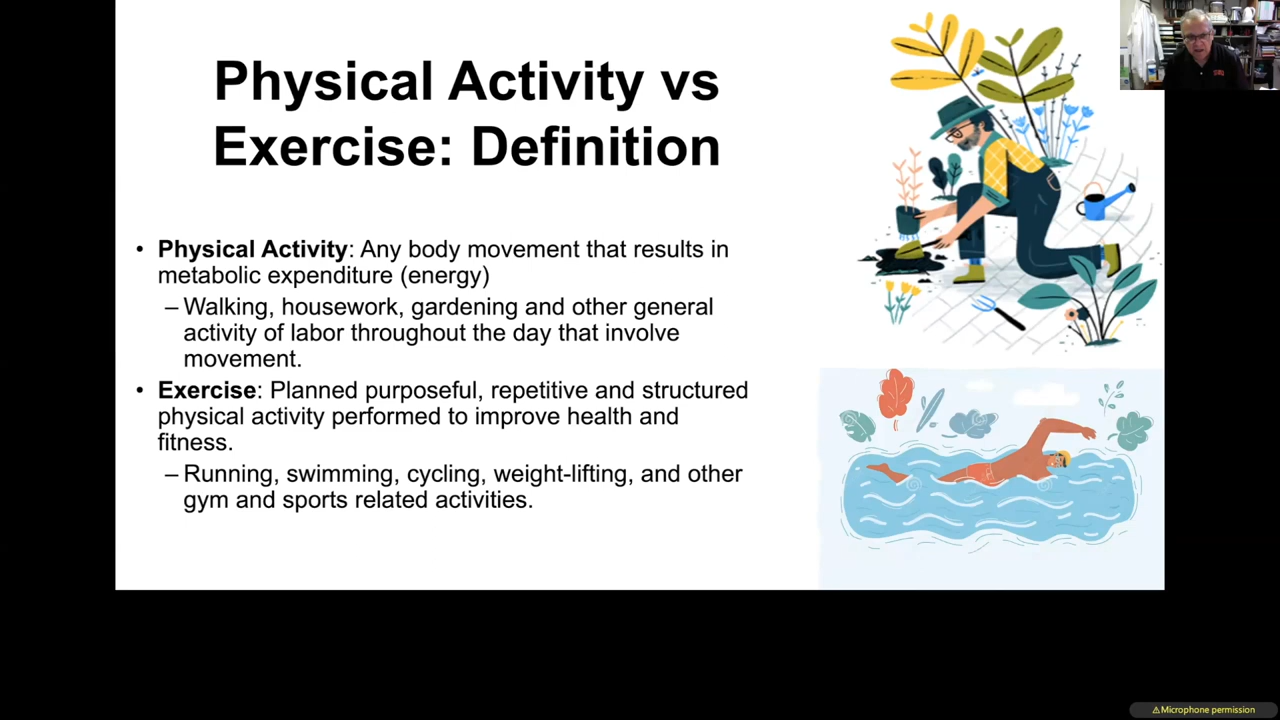 Physical Activity vs
Exercise: Definition
• Physical Activity: Any body movement that results in
metabolic expenditure (energy)
– Walking, housework, gardening and other general
activity of labor throughout the day that involve
movement.
• Exercise: Planned purposeful, repetitive and structured
physical activity performed to improve health and
fitness.
– Running, swimming, cycling, weight-lifting, and other
gym and sports related activities.
⚠Microphone permission